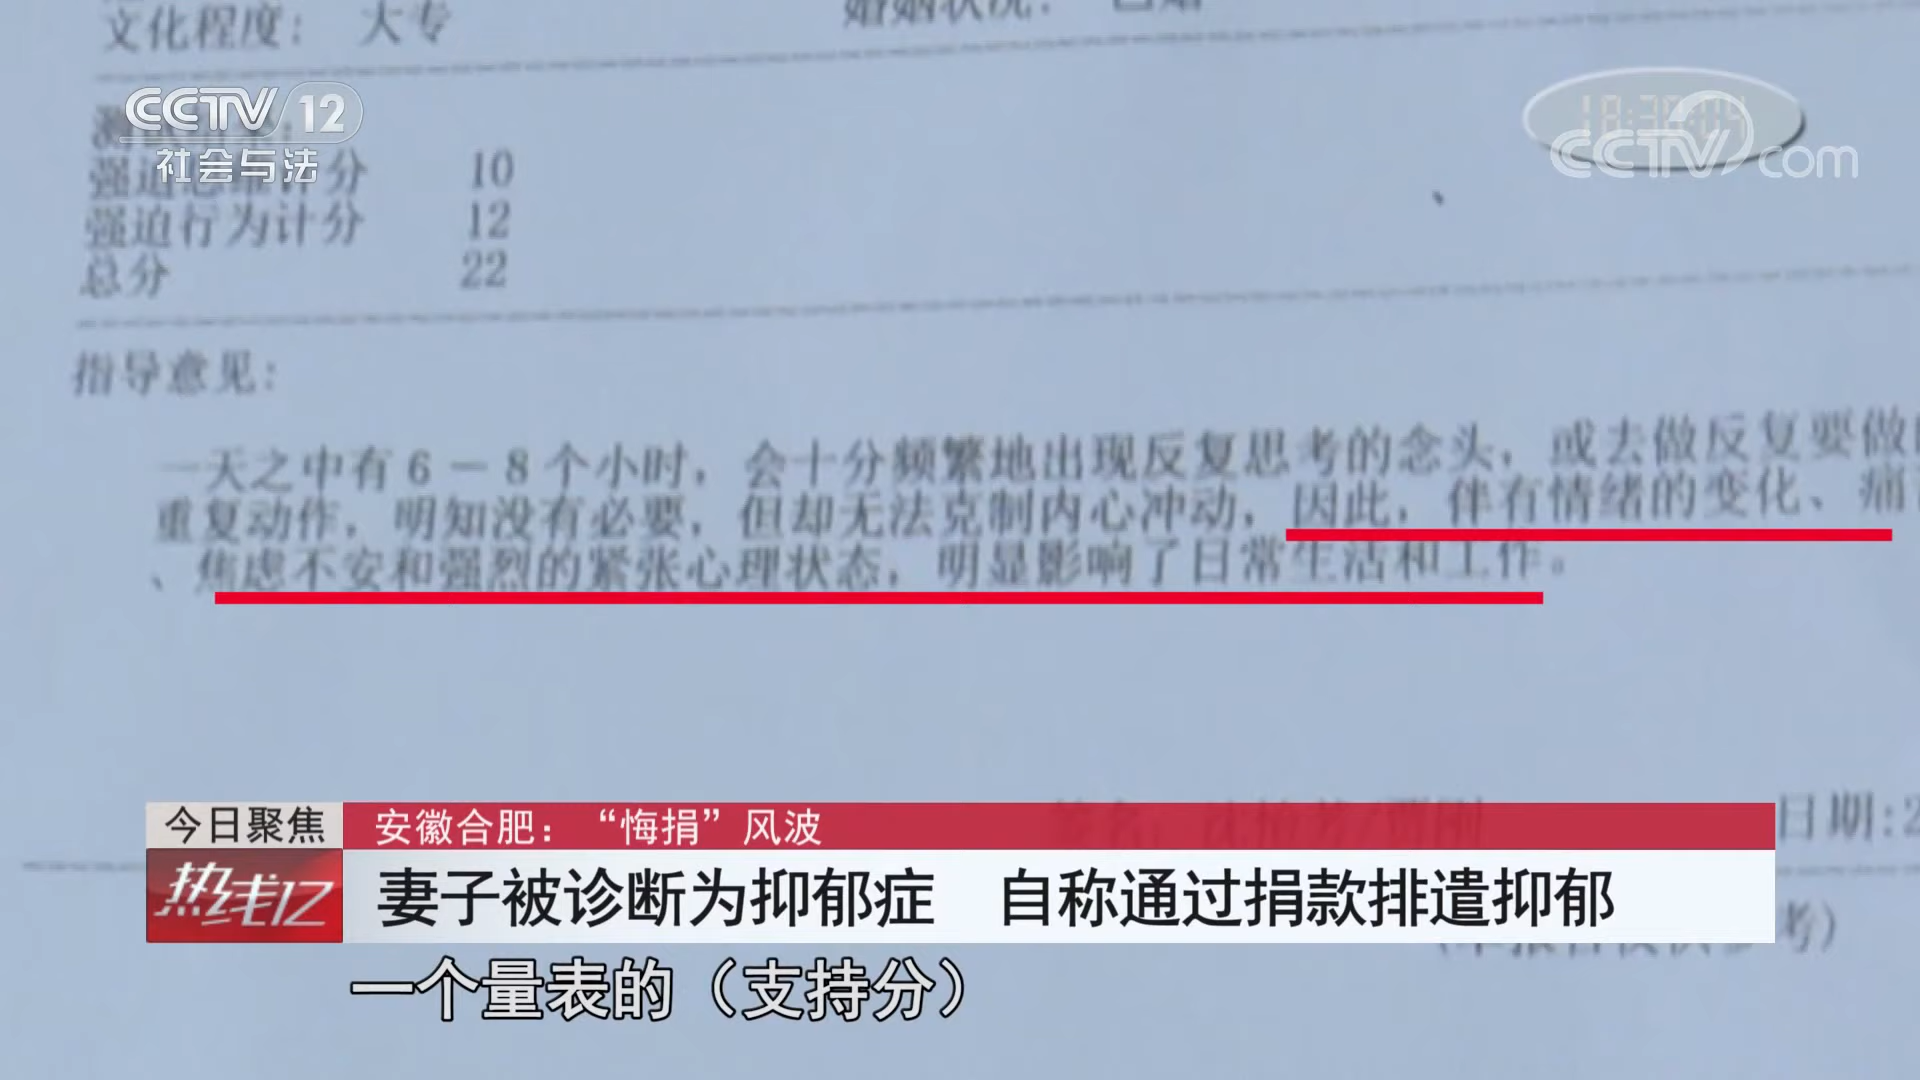 文化程度： 大专
婚姻状况：
CCTV 12
社会与法
CCTV com
强迫思维计分 10
强迫行为计分 12
总分 22
指导意见：
一天之中有6－8个小时，会十分频繁地出现反复思考的念头，或去做反复要做
重复动作，明知没有必要，但却无法克制内心冲动，因此，伴有情绪的变化、痛
、焦虑不安和强烈的紧张心理状态，明显影响了日常生活和工作。
日期:2
今日聚焦
安徽合肥：“悔捐”风波
热线12
妻子被诊断为抑郁症 自称通过捐款排遣抑郁
一个量表的（支持分）